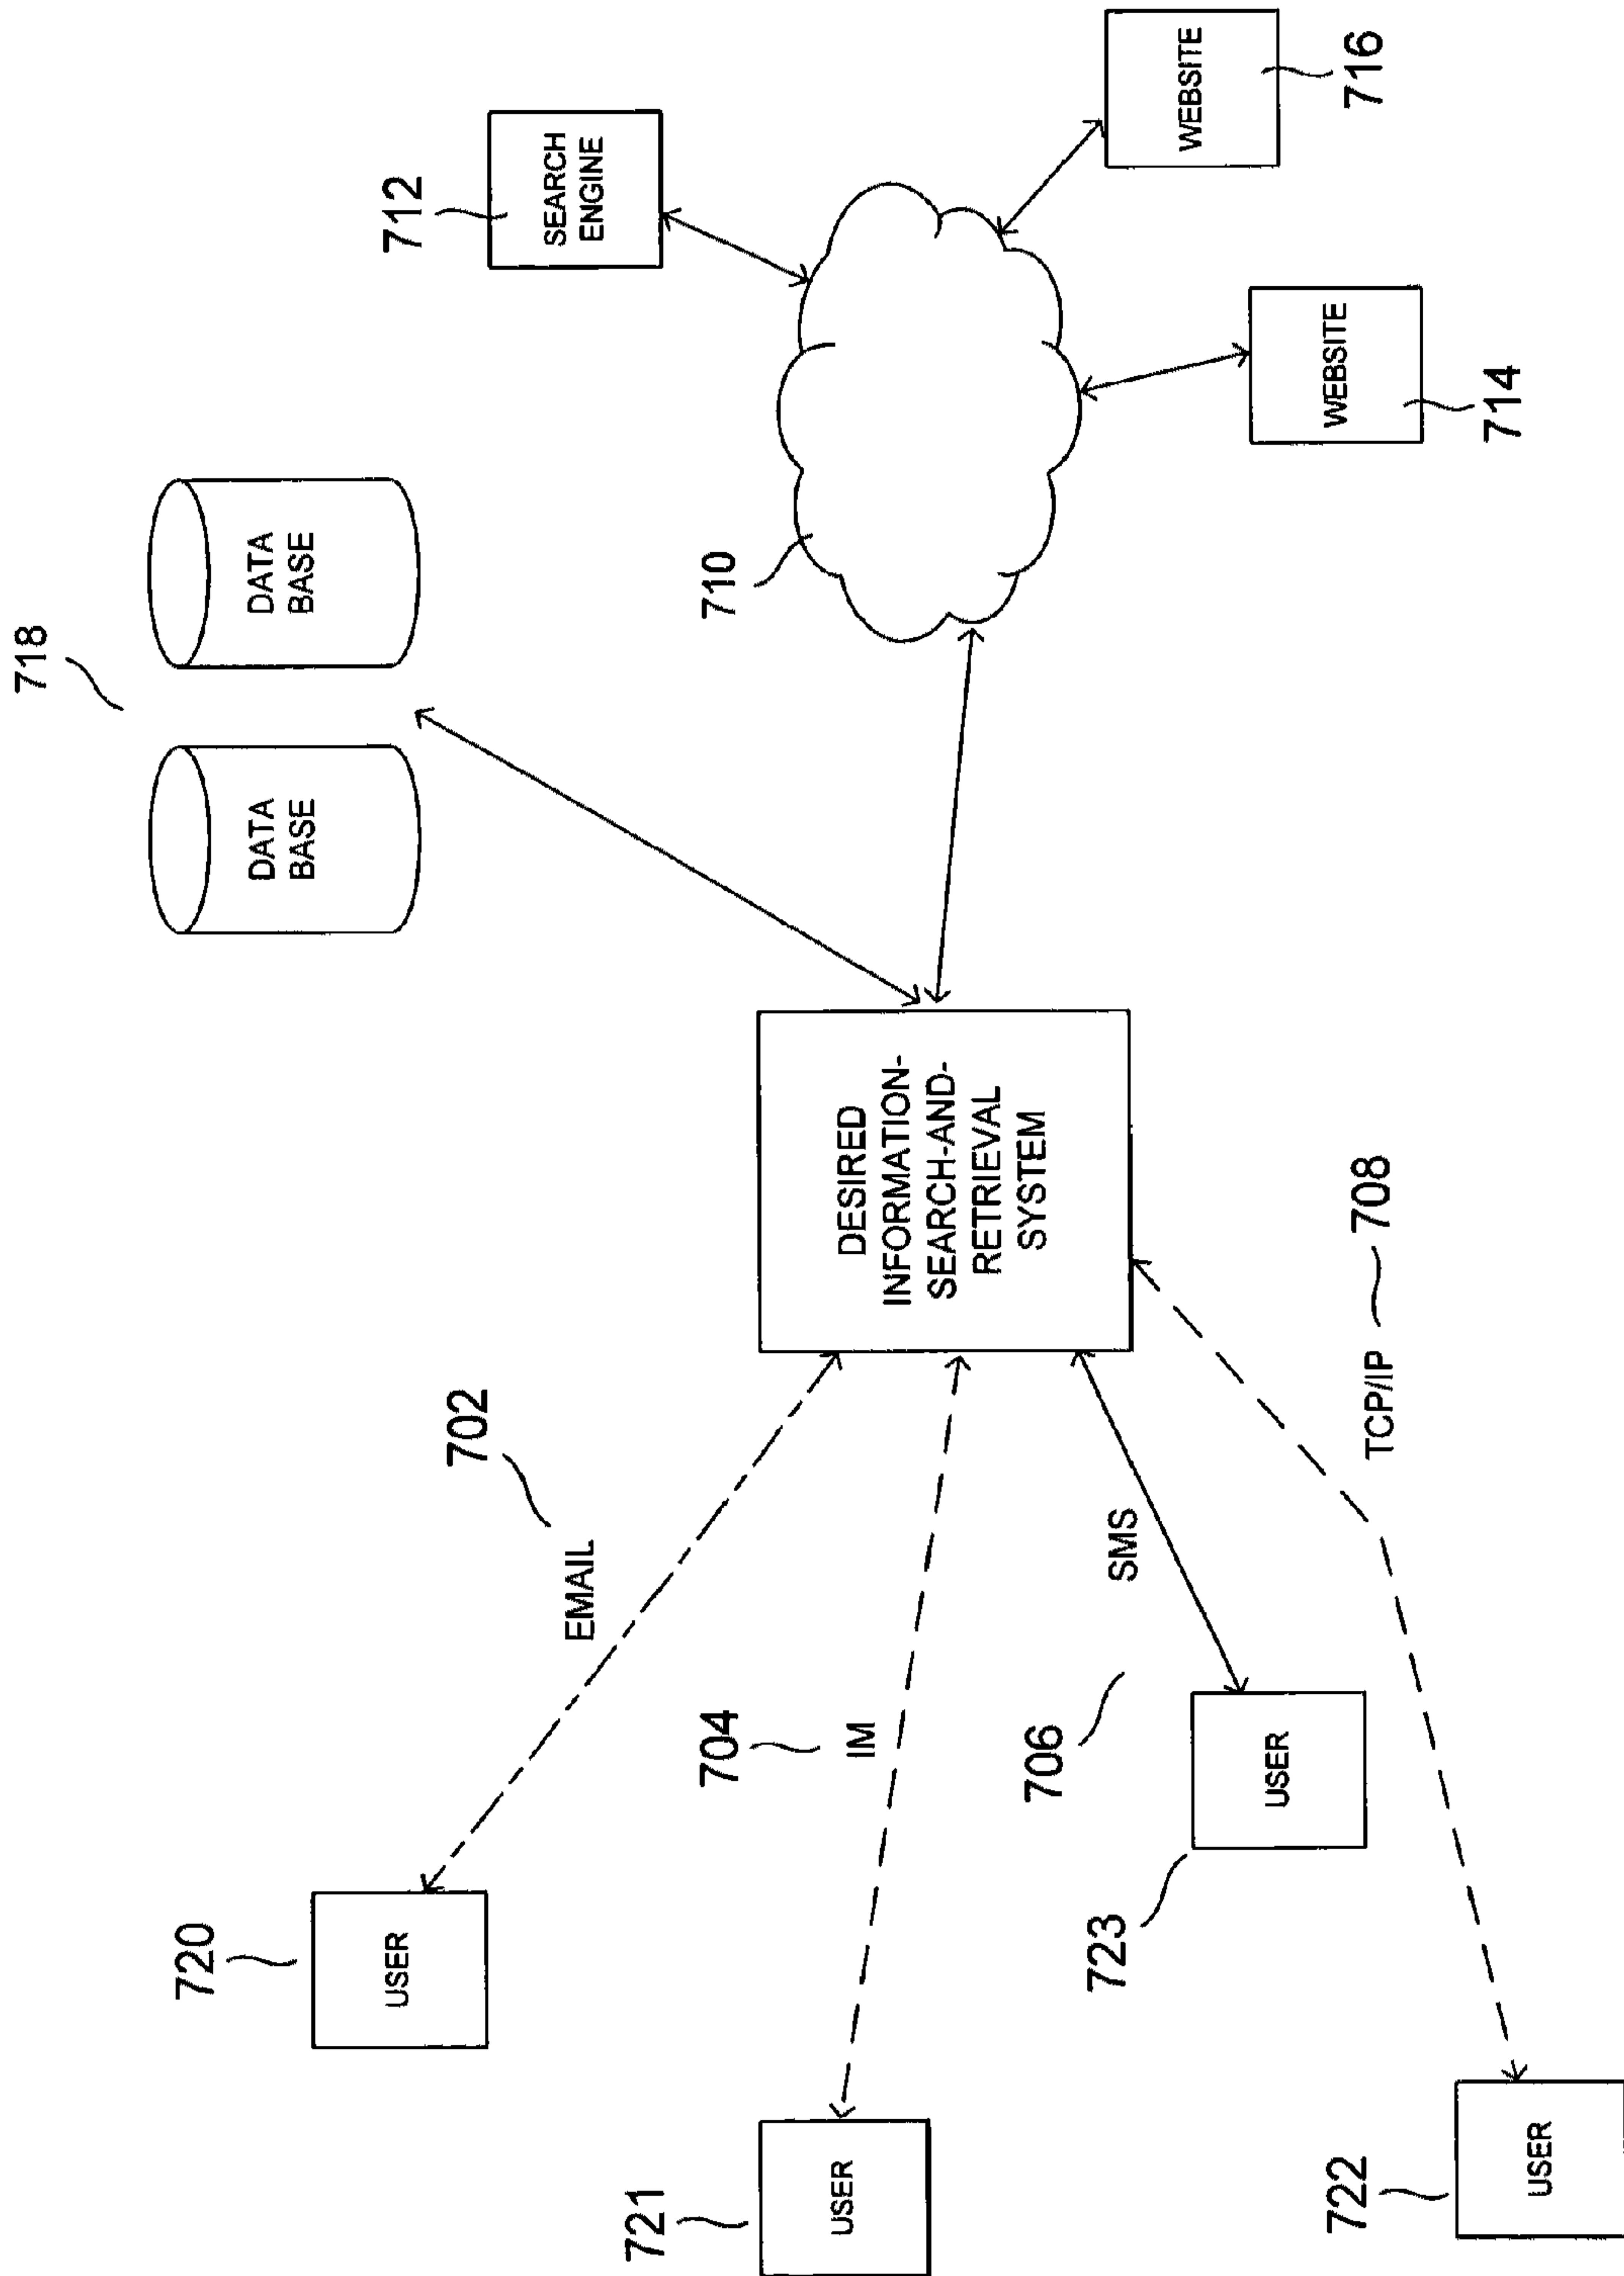 718
DATA
BASE
DATA
BASE
712
SEARCH
ENGINE
710
WEBSITE
716
WEBSITE
714
DESIRED
INFORMATION-
SEARCH-AND-
RETRIEVAL
SYSTEM
702
EMAIL
720
USER
704
IM
721
USER
706
SMS
723
USER
TCP/IP
708
722
USER